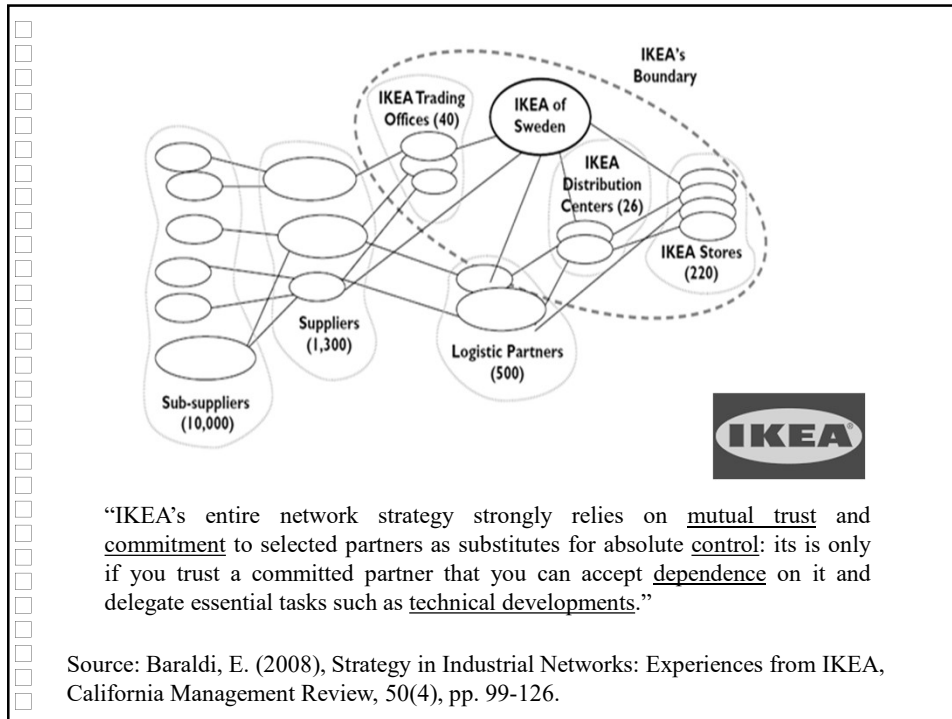 IKEA's
Boundary
IKEA Trading
Offices (40)
IKEA of
Sweden
IKEA
Distribution
Centers (26)
IKEA Stores
(220)
Suppliers
(1,300)
Logistic Partners
(500)
Sub-suppliers
(10,000)
IKEA®
“IKEA’s entire network strategy strongly relies on mutual trust and
commitment to selected partners as substitutes for absolute control: its is only
if you trust a committed partner that you can accept dependence on it and
delegate essential tasks such as technical developments.”
Source: Baraldi, E. (2008), Strategy in Industrial Networks: Experiences from IKEA,
California Management Review, 50(4), pp. 99-126.